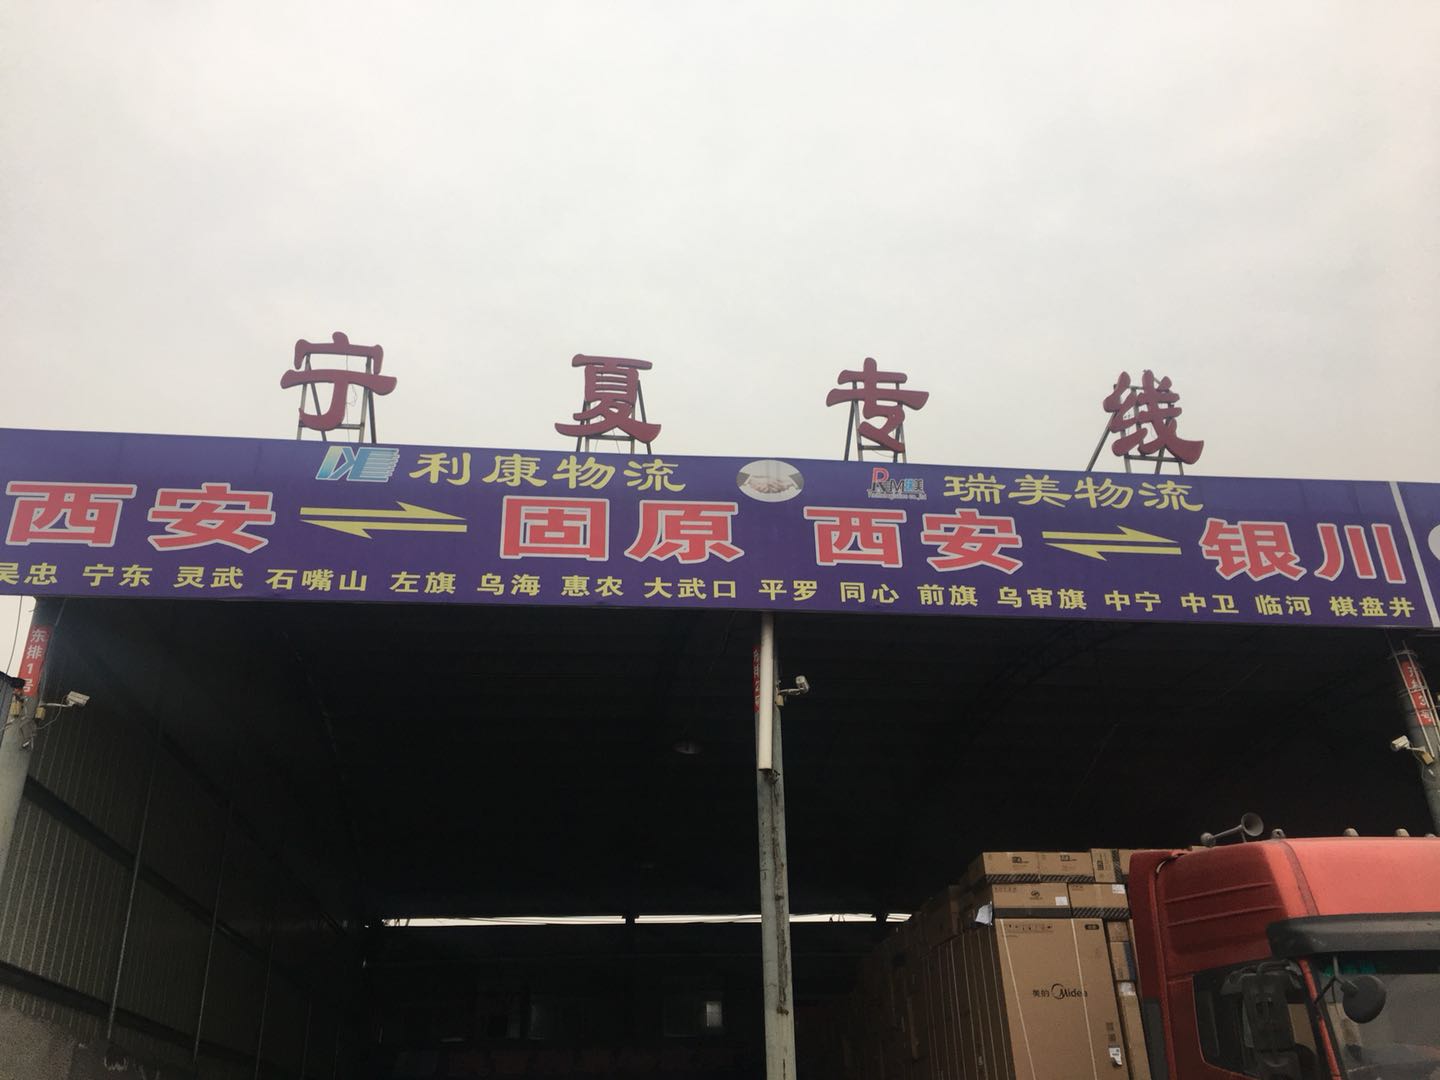 宁夏专线
利康物流
瑞美物流
西安 固原
西安 银川
吴忠 宁东 灵武 石嘴山 左旗 乌海 惠农 大武口 平罗 同心 前旗 乌审旗 中宁 中卫 临河 棋盘井
东排1号
美的 Midea